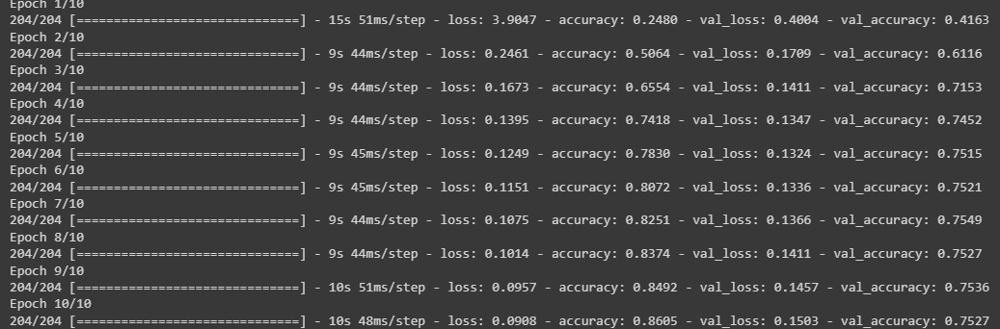 Epoch 1/10
204/204 [==============================] - 15s 51ms/step - loss: 3.9047 - accuracy: 0.2480 - val_loss: 0.4004 - val_accuracy: 0.4163
Epoch 2/10
204/204 [==============================] - 9s 44ms/step - loss: 0.2461 - accuracy: 0.5064 - val_loss: 0.1709 - val_accuracy: 0.6116
Epoch 3/10
204/204 [==============================] - 9s 44ms/step - loss: 0.1673 - accuracy: 0.6554 - val_loss: 0.1411 - val_accuracy: 0.7153
Epoch 4/10
204/204 [==============================] - 9s 44ms/step - loss: 0.1395 - accuracy: 0.7418 - val_loss: 0.1347 - val_accuracy: 0.7452
Epoch 5/10
204/204 [==============================] - 9s 45ms/step - loss: 0.1249 - accuracy: 0.7830 - val_loss: 0.1324 - val_accuracy: 0.7515
Epoch 6/10
204/204 [==============================] - 9s 45ms/step - loss: 0.1151 - accuracy: 0.8072 - val_loss: 0.1336 - val_accuracy: 0.7521
Epoch 7/10
204/204 [==============================] - 9s 44ms/step - loss: 0.1075 - accuracy: 0.8251 - val_loss: 0.1366 - val_accuracy: 0.7549
Epoch 8/10
204/204 [==============================] - 9s 44ms/step - loss: 0.1014 - accuracy: 0.8374 - val_loss: 0.1411 - val_accuracy: 0.7527
Epoch 9/10
204/204 [==============================] - 10s 51ms/step - loss: 0.0957 - accuracy: 0.8492 - val_loss: 0.1457 - val_accuracy: 0.7536
Epoch 10/10
204/204 [==============================] - 10s 48ms/step - loss: 0.0908 - accuracy: 0.8605 - val_loss: 0.1503 - val_accuracy: 0.7527